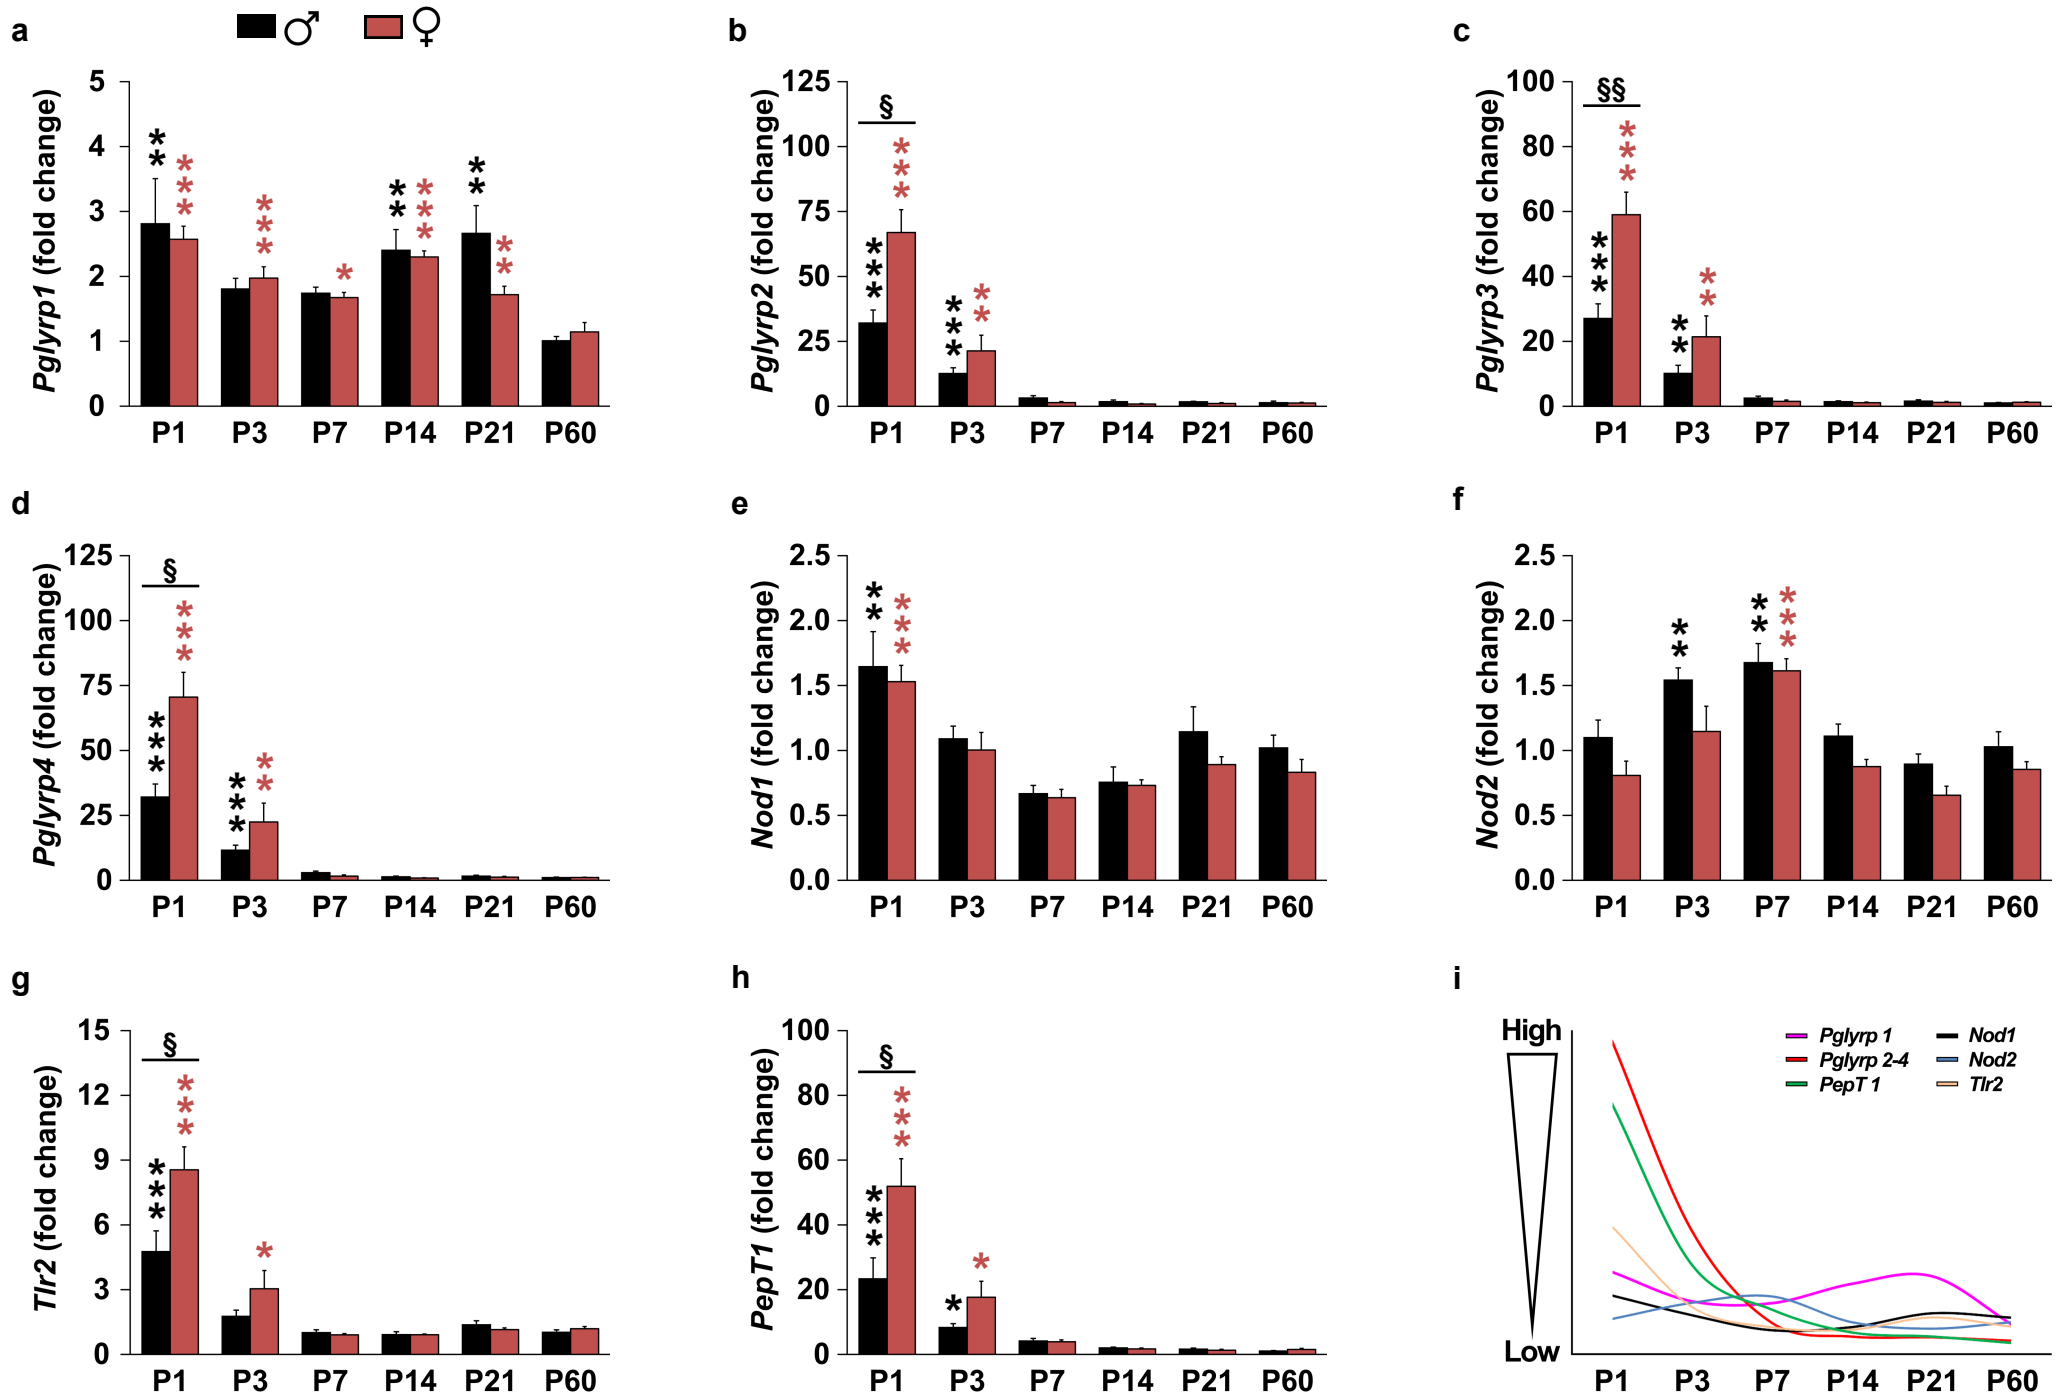 a ♂ ♀
Pglyrp1 (fold change)
5
4
3
2
1
0
** *** *** * ** *** ** **
P1 P3 P7 P14 P21 P60
b
Pglyrp2 (fold change)
125
100
75
50
25
0
§
*** *** *** **
P1 P3 P7 P14 P21 P60
c
Pglyrp3 (fold change)
100
80
60
40
20
0
§§
*** *** ** **
P1 P3 P7 P14 P21 P60
d
Pglyrp4 (fold change)
125
100
75
50
25
0
§
*** *** *** **
P1 P3 P7 P14 P21 P60
e
Nod1 (fold change)
2.5
2.0
1.5
1.0
0.5
0.0
** ***
P1 P3 P7 P14 P21 P60
f
Nod2 (fold change)
2.5
2.0
1.5
1.0
0.5
0.0
** ** ***
P1 P3 P7 P14 P21 P60
g
Tlr2 (fold change)
15
12
9
6
3
0
§
*** *** *
P1 P3 P7 P14 P21 P60
h
PepT1 (fold change)
100
80
60
40
20
0
§
*** *** * *
P1 P3 P7 P14 P21 P60
i
High
Low
Pglyrp 1 Nod1
Pglyrp 2-4 Nod2
PepT 1 Tlr2
P1 P3 P7 P14 P21 P60